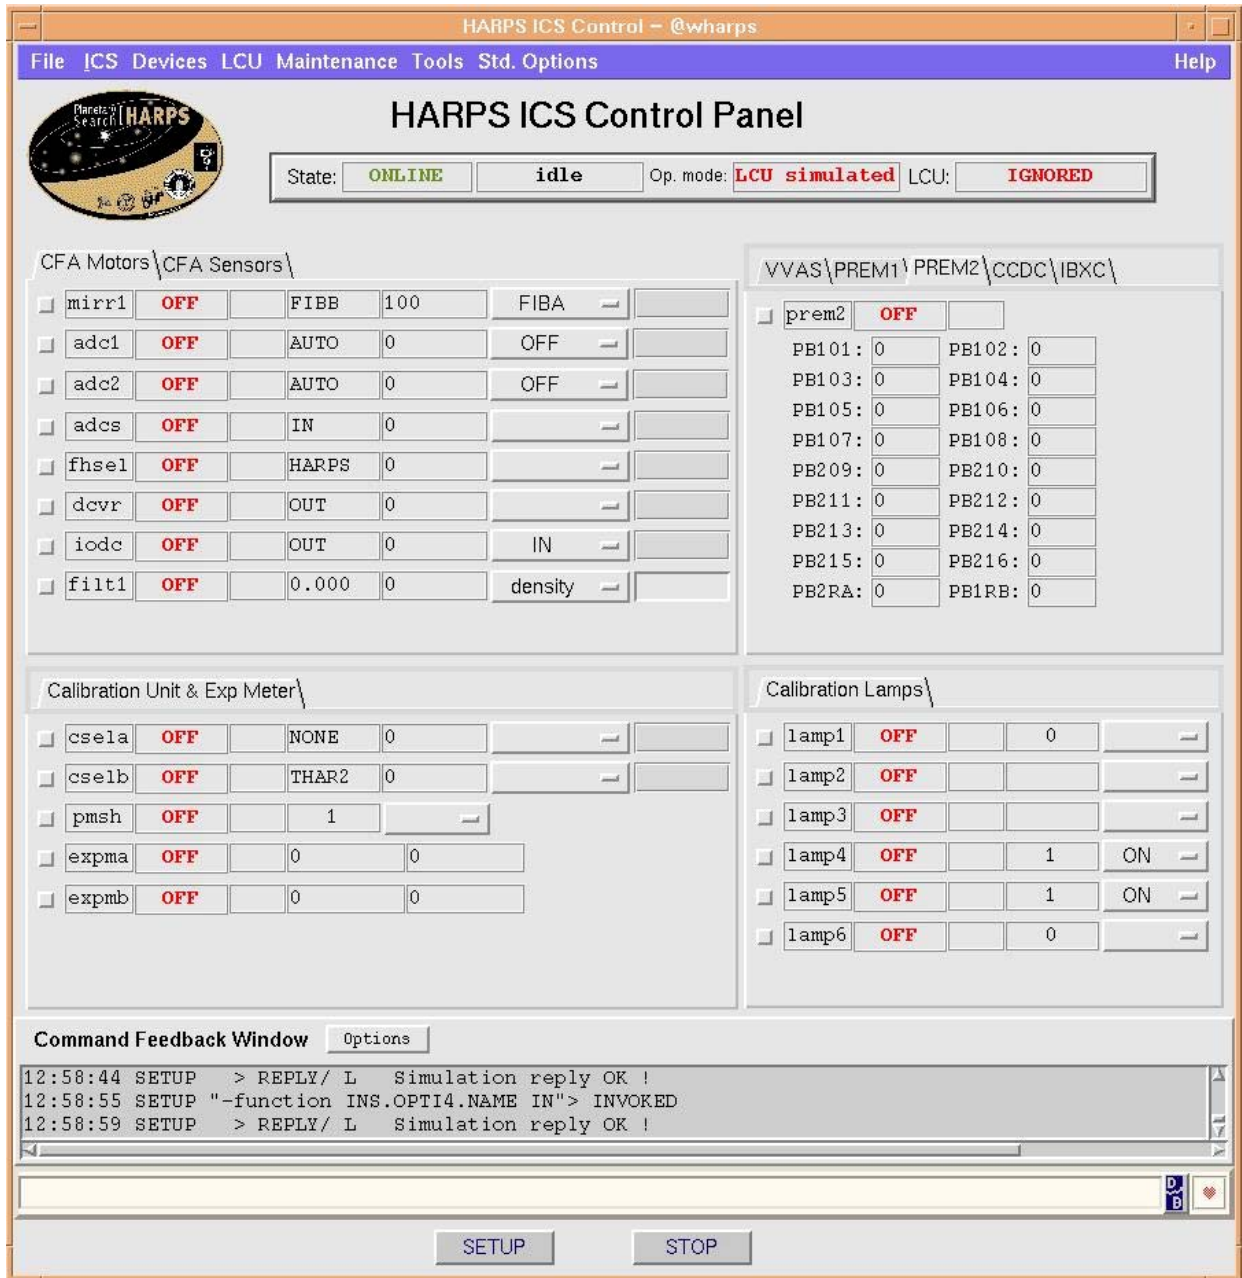 HARPS ICS Control – @wharps
File ICS Devices LCU Maintenance Tools Std. Options Help
Planetary Search HARPS
HARPS ICS Control Panel
State: ONLINE idle Op. mode: LCU simulated LCU: IGNORED
CFA Motors CFA Sensors
mirr1 OFF FIBB 100 FIBA
adc1 OFF AUTO 0 OFF
adc2 OFF AUTO 0 OFF
adcs OFF IN 0
fhsel OFF HARPS 0
dcvr OFF OUT 0
iodc OFF OUT 0 IN
filt1 OFF 0.000 0 density
VVAS PREM1 PREM2 CCDC IBXC
prem2 OFF
PB101: 0 PB102: 0
PB103: 0 PB104: 0
PB105: 0 PB106: 0
PB107: 0 PB108: 0
PB209: 0 PB210: 0
PB211: 0 PB212: 0
PB213: 0 PB214: 0
PB215: 0 PB216: 0
PB2RA: 0 PB1RB: 0
Calibration Unit & Exp Meter
csela OFF NONE 0
cselb OFF THAR2 0
pmsh OFF 1
expma OFF 0 0
expmb OFF 0 0
Calibration Lamps
lamp1 OFF 0
lamp2 OFF
lamp3 OFF
lamp4 OFF 1 ON
lamp5 OFF 1 ON
lamp6 OFF 0
Command Feedback Window Options
12:58:44 SETUP > REPLY/ L Simulation reply OK !
12:58:55 SETUP "-function INS.OPTI4.NAME IN"> INVOKED
12:58:59 SETUP > REPLY/ L Simulation reply OK !
D B
SETUP STOP